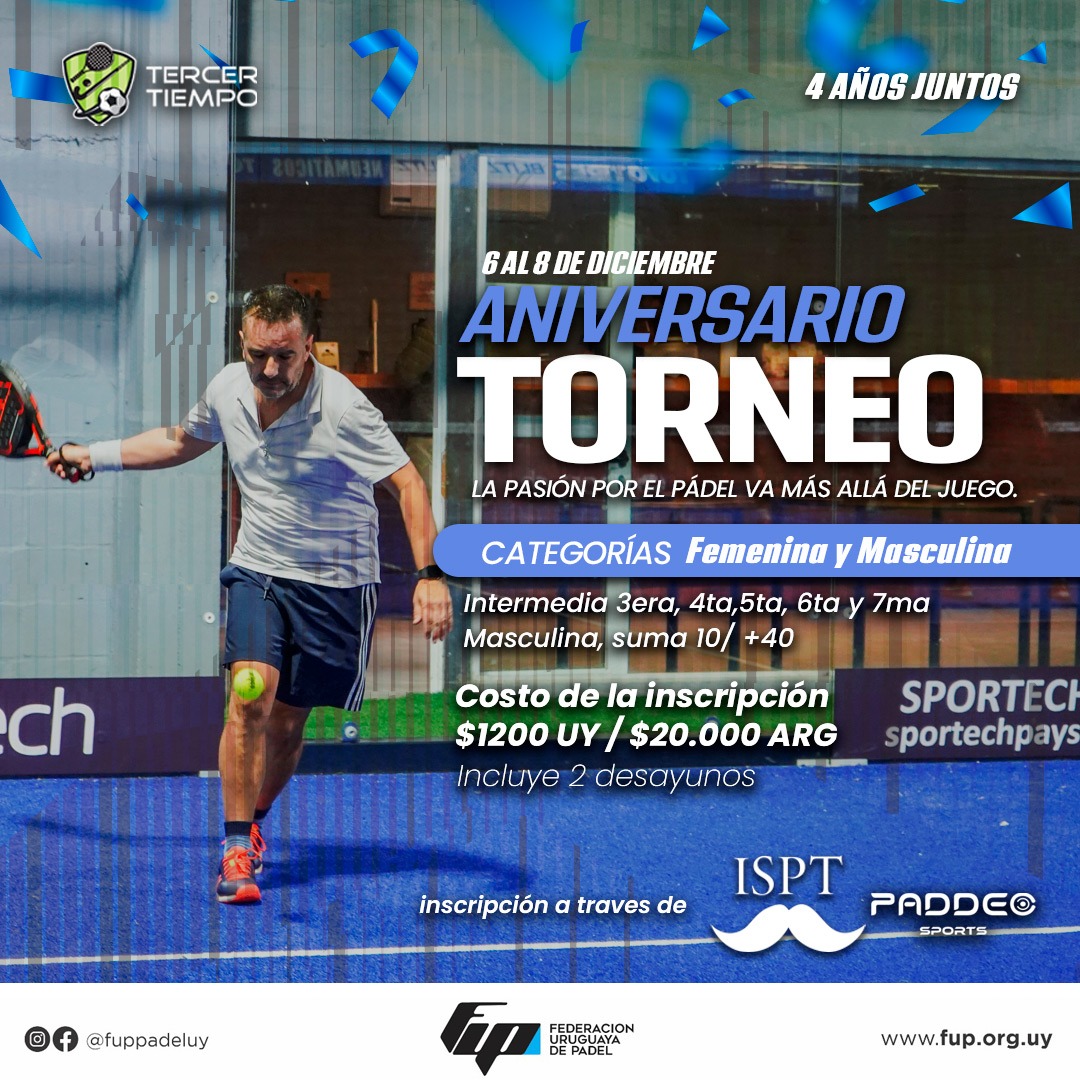 TERCER
TIEMPO
4 AÑOS JUNTOS
NEUMÁTICOS
6 AL 8 DE DICIEMBRE
ANIVERSARIO
TORNEO
LA PASIÓN POR EL PÁDEL VA MÁS ALLÁ DEL JUEGO.
CATEGORÍAS Femenina y Masculina
Intermedia 3era, 4ta,5ta, 6ta y 7ma
Masculina, suma 10/ +40
Costo de la inscripción
$1200 UY / $20.000 ARG
Incluye 2 desayunos
ech
SPORTECH
sportechpays
inscripción a traves de
ISPT
PADDEO
SPORTS
@fuppadeluy
fup
FEDERACION
URUGUAYA
DE PADEL
www.fup.org.uy